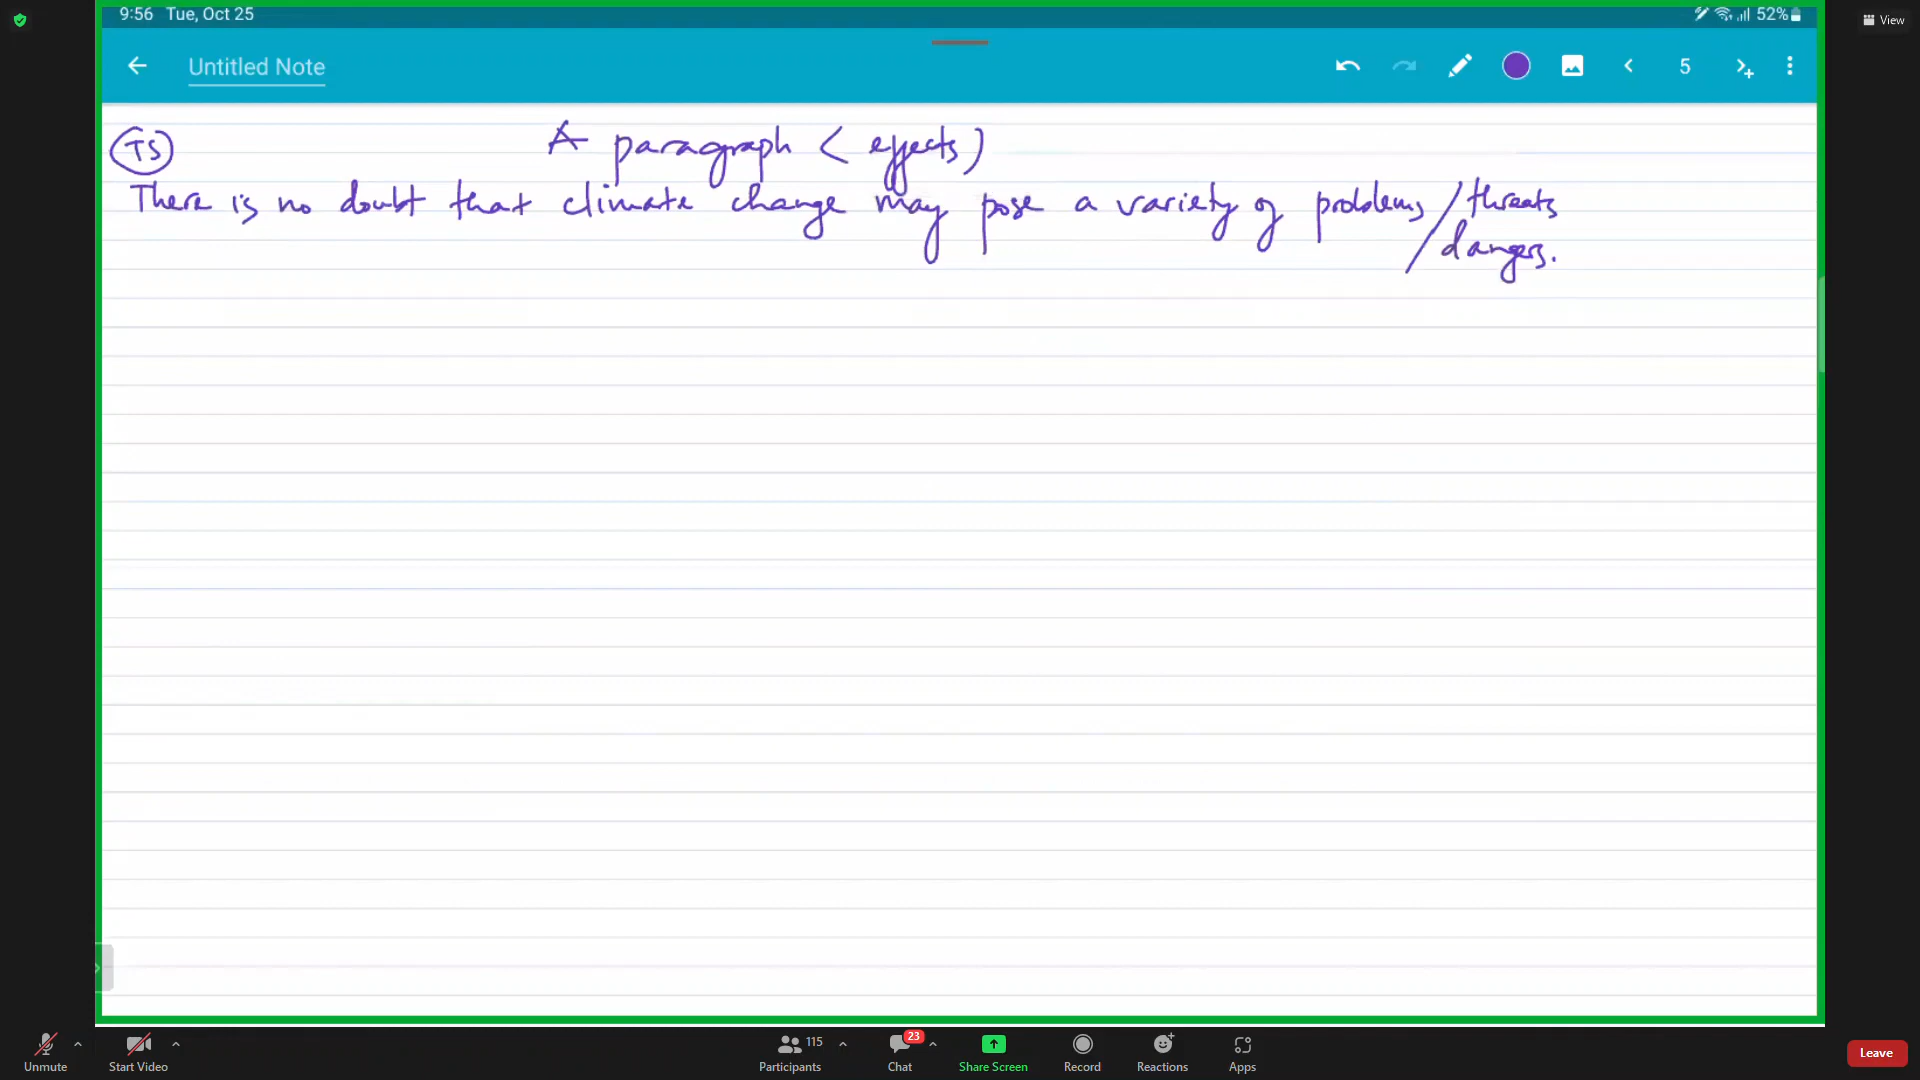 9:56 Tue, Oct 25 52%
View
Untitled Note 5
TS A paragraph (effects)
There is no doubt that climate change may pose a variety of problems / threats
/ dangers.
Unmute Start Video Participants 115 Chat 23 Share Screen Record Reactions Apps Leave